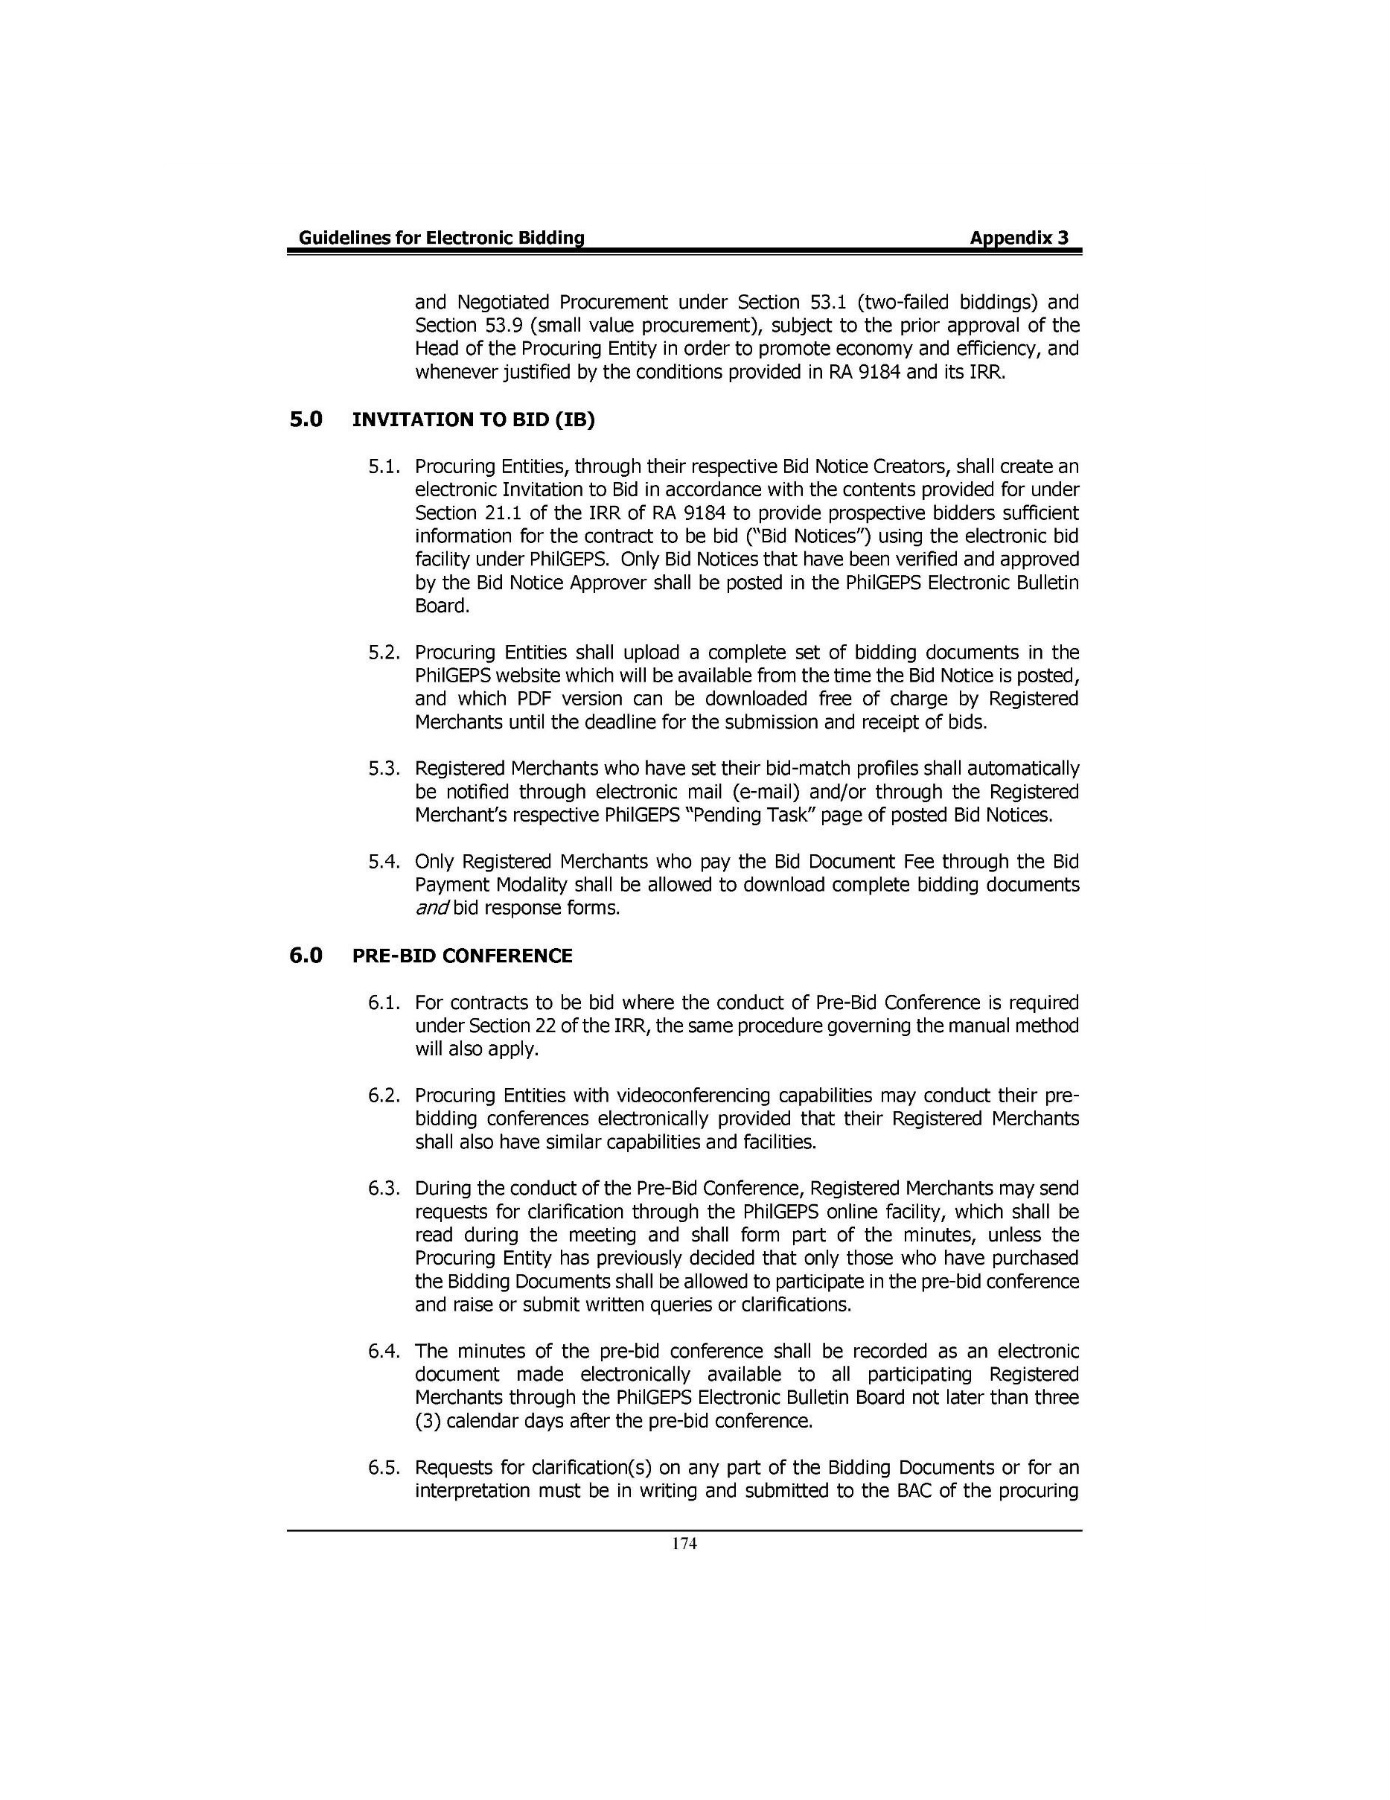 Guidelines for Electronic Bidding Appendix 3
and Negotiated Procurement under Section 53.1 (two-failed biddings) and
Section 53.9 (small value procurement), subject to the prior approval of the
Head of the Procuring Entity in order to promote economy and efficiency, and
whenever justified by the conditions provided in RA 9184 and its IRR.
5.0 INVITATION TO BID (IB)
5.1. Procuring Entities, through their respective Bid Notice Creators, shall create an
electronic Invitation to Bid in accordance with the contents provided for under
Section 21.1 of the IRR of RA 9184 to provide prospective bidders sufficient
information for the contract to be bid (“Bid Notices”) using the electronic bid
facility under PhilGEPS. Only Bid Notices that have been verified and approved
by the Bid Notice Approver shall be posted in the PhilGEPS Electronic Bulletin
Board.
5.2. Procuring Entities shall upload a complete set of bidding documents in the
PhilGEPS website which will be available from the time the Bid Notice is posted,
and which PDF version can be downloaded free of charge by Registered
Merchants until the deadline for the submission and receipt of bids.
5.3. Registered Merchants who have set their bid-match profiles shall automatically
be notified through electronic mail (e-mail) and/or through the Registered
Merchant’s respective PhilGEPS “Pending Task” page of posted Bid Notices.
5.4. Only Registered Merchants who pay the Bid Document Fee through the Bid
Payment Modality shall be allowed to download complete bidding documents
and bid response forms.
6.0 PRE-BID CONFERENCE
6.1. For contracts to be bid where the conduct of Pre-Bid Conference is required
under Section 22 of the IRR, the same procedure governing the manual method
will also apply.
6.2. Procuring Entities with videoconferencing capabilities may conduct their pre-
bidding conferences electronically provided that their Registered Merchants
shall also have similar capabilities and facilities.
6.3. During the conduct of the Pre-Bid Conference, Registered Merchants may send
requests for clarification through the PhilGEPS online facility, which shall be
read during the meeting and shall form part of the minutes, unless the
Procuring Entity has previously decided that only those who have purchased
the Bidding Documents shall be allowed to participate in the pre-bid conference
and raise or submit written queries or clarifications.
6.4. The minutes of the pre-bid conference shall be recorded as an electronic
document made electronically available to all participating Registered
Merchants through the PhilGEPS Electronic Bulletin Board not later than three
(3) calendar days after the pre-bid conference.
6.5. Requests for clarification(s) on any part of the Bidding Documents or for an
interpretation must be in writing and submitted to the BAC of the procuring
174